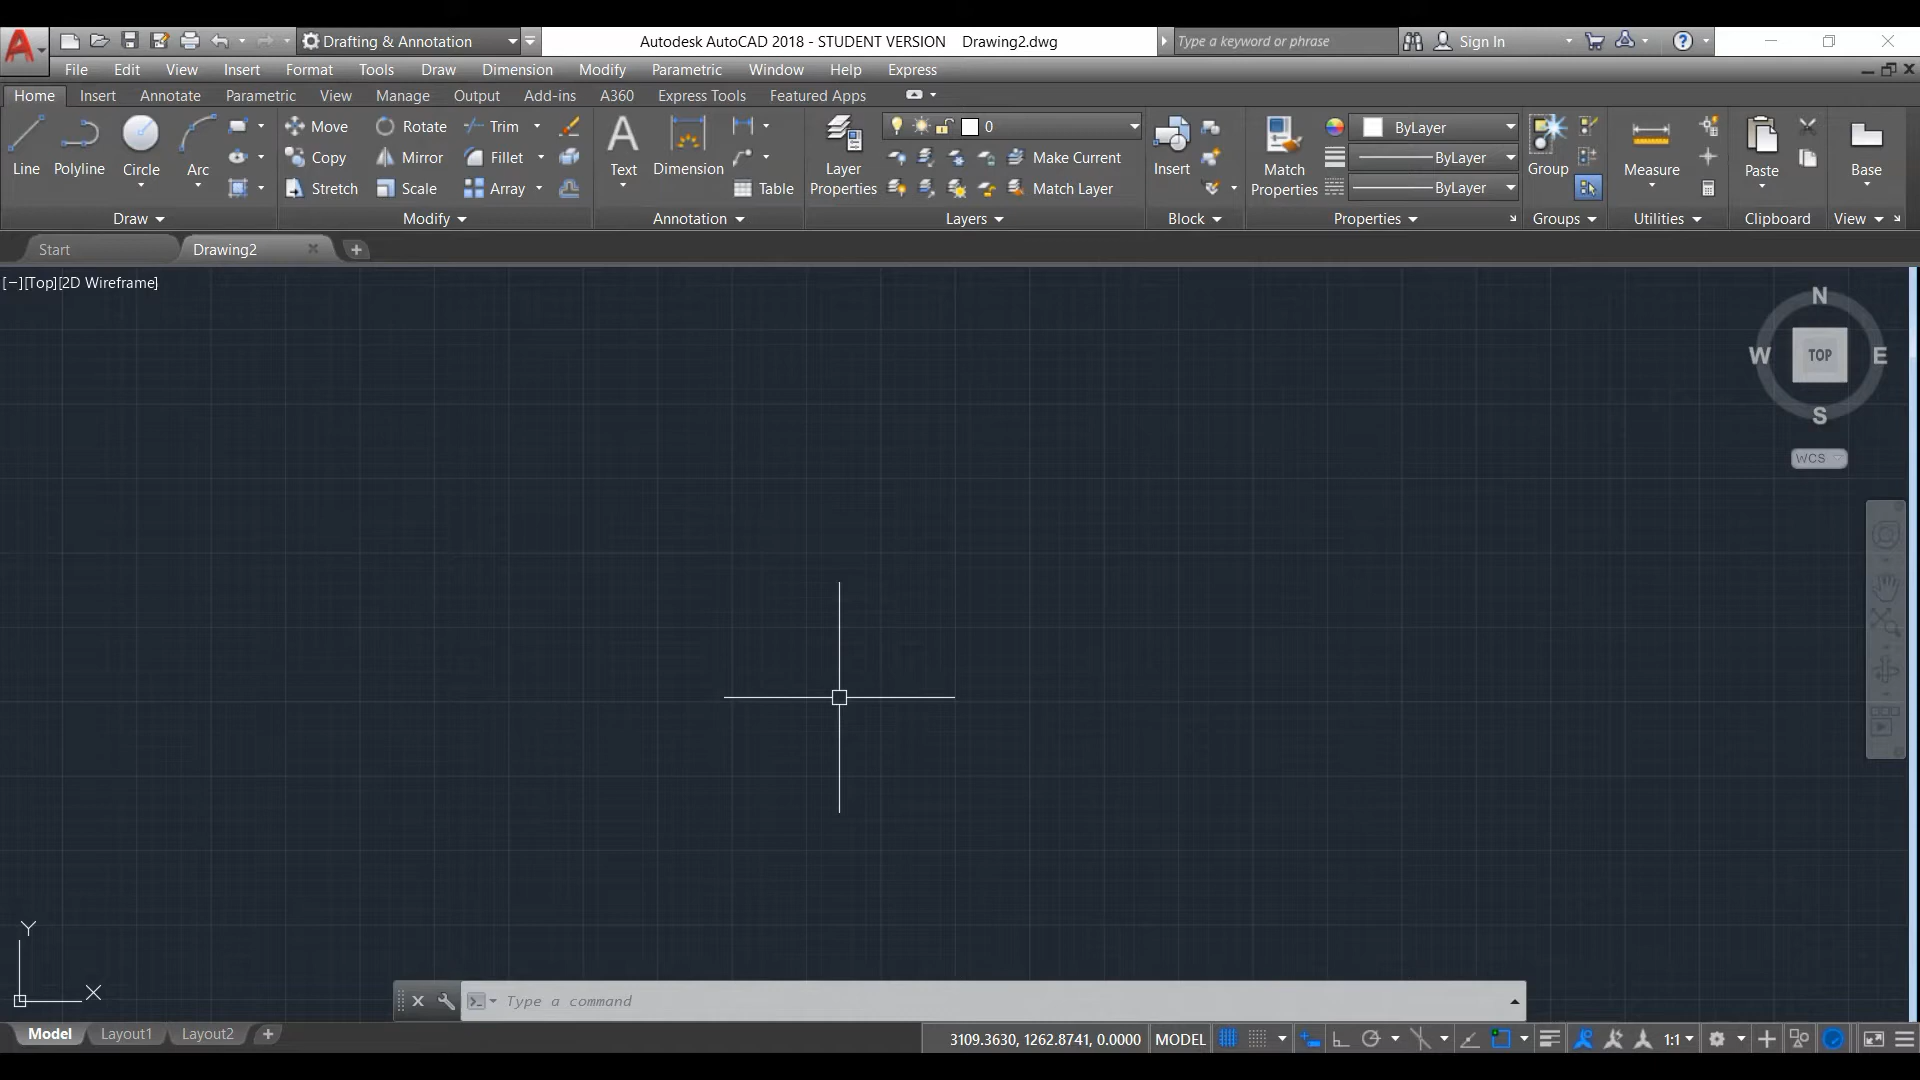 Drafting & Annotation Autodesk AutoCAD 2018 - STUDENT VERSION Drawing2.dwg Type a keyword or phrase Sign In
File Edit View Insert Format Tools Draw Dimension Modify Parametric Window Help Express
Home Insert Annotate Parametric View Manage Output Add-ins A360 Express Tools Featured Apps
Line Polyline Circle Arc
Move Rotate Trim
Copy Mirror Fillet
Stretch Scale Array
Text Dimension Table
Layer Properties
0
Make Current
Match Layer
Insert
Match Properties
ByLayer
ByLayer
ByLayer
Group
Measure
Paste
Base
Draw Modify Annotation Layers Block Properties Groups Utilities Clipboard View
Start Drawing2
[−][Top][2D Wireframe]
N
W TOP E
S
WCS
Y
X
Type a command
Model Layout1 Layout2 3109.3630, 1262.8741, 0.0000 MODEL 1:1